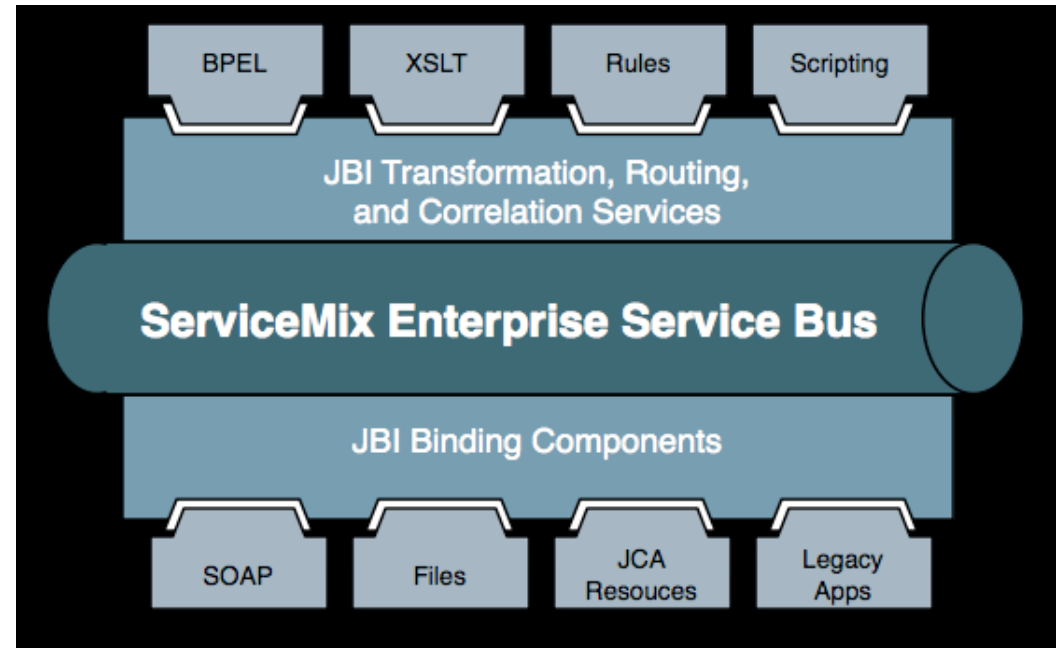 BPEL
XSLT
Rules
Scripting
JBI Transformation, Routing,
and Correlation Services
ServiceMix Enterprise Service Bus
JBI Binding Components
SOAP
Files
JCA
Resouces
Legacy
Apps